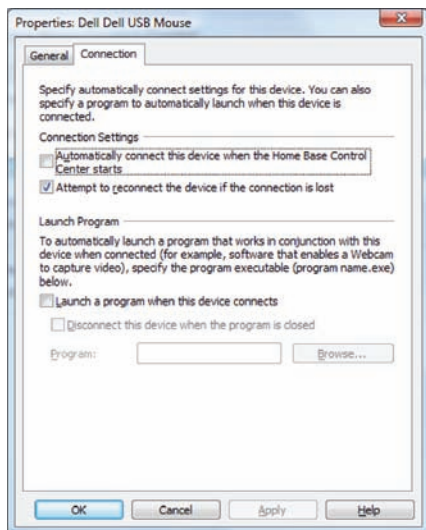 Properties: Dell Dell USB Mouse
General
Connection
Specify automatically connect settings for this device. You can also
specify a program to automatically launch when this device is
connected.
Connection Settings
Automatically connect this device when the Home Base Control
Center starts
Attempt to reconnect the device if the connection is lost
Launch Program
To automatically launch a program that works in conjunction with this
device when connected (for example, software that enables a Webcam
to capture video), specify the program executable (program name.exe)
below.
Launch a program when this device connects
Disconnect this device when the program is closed
Program:
Browse...
OK
Cancel
Apply
Help